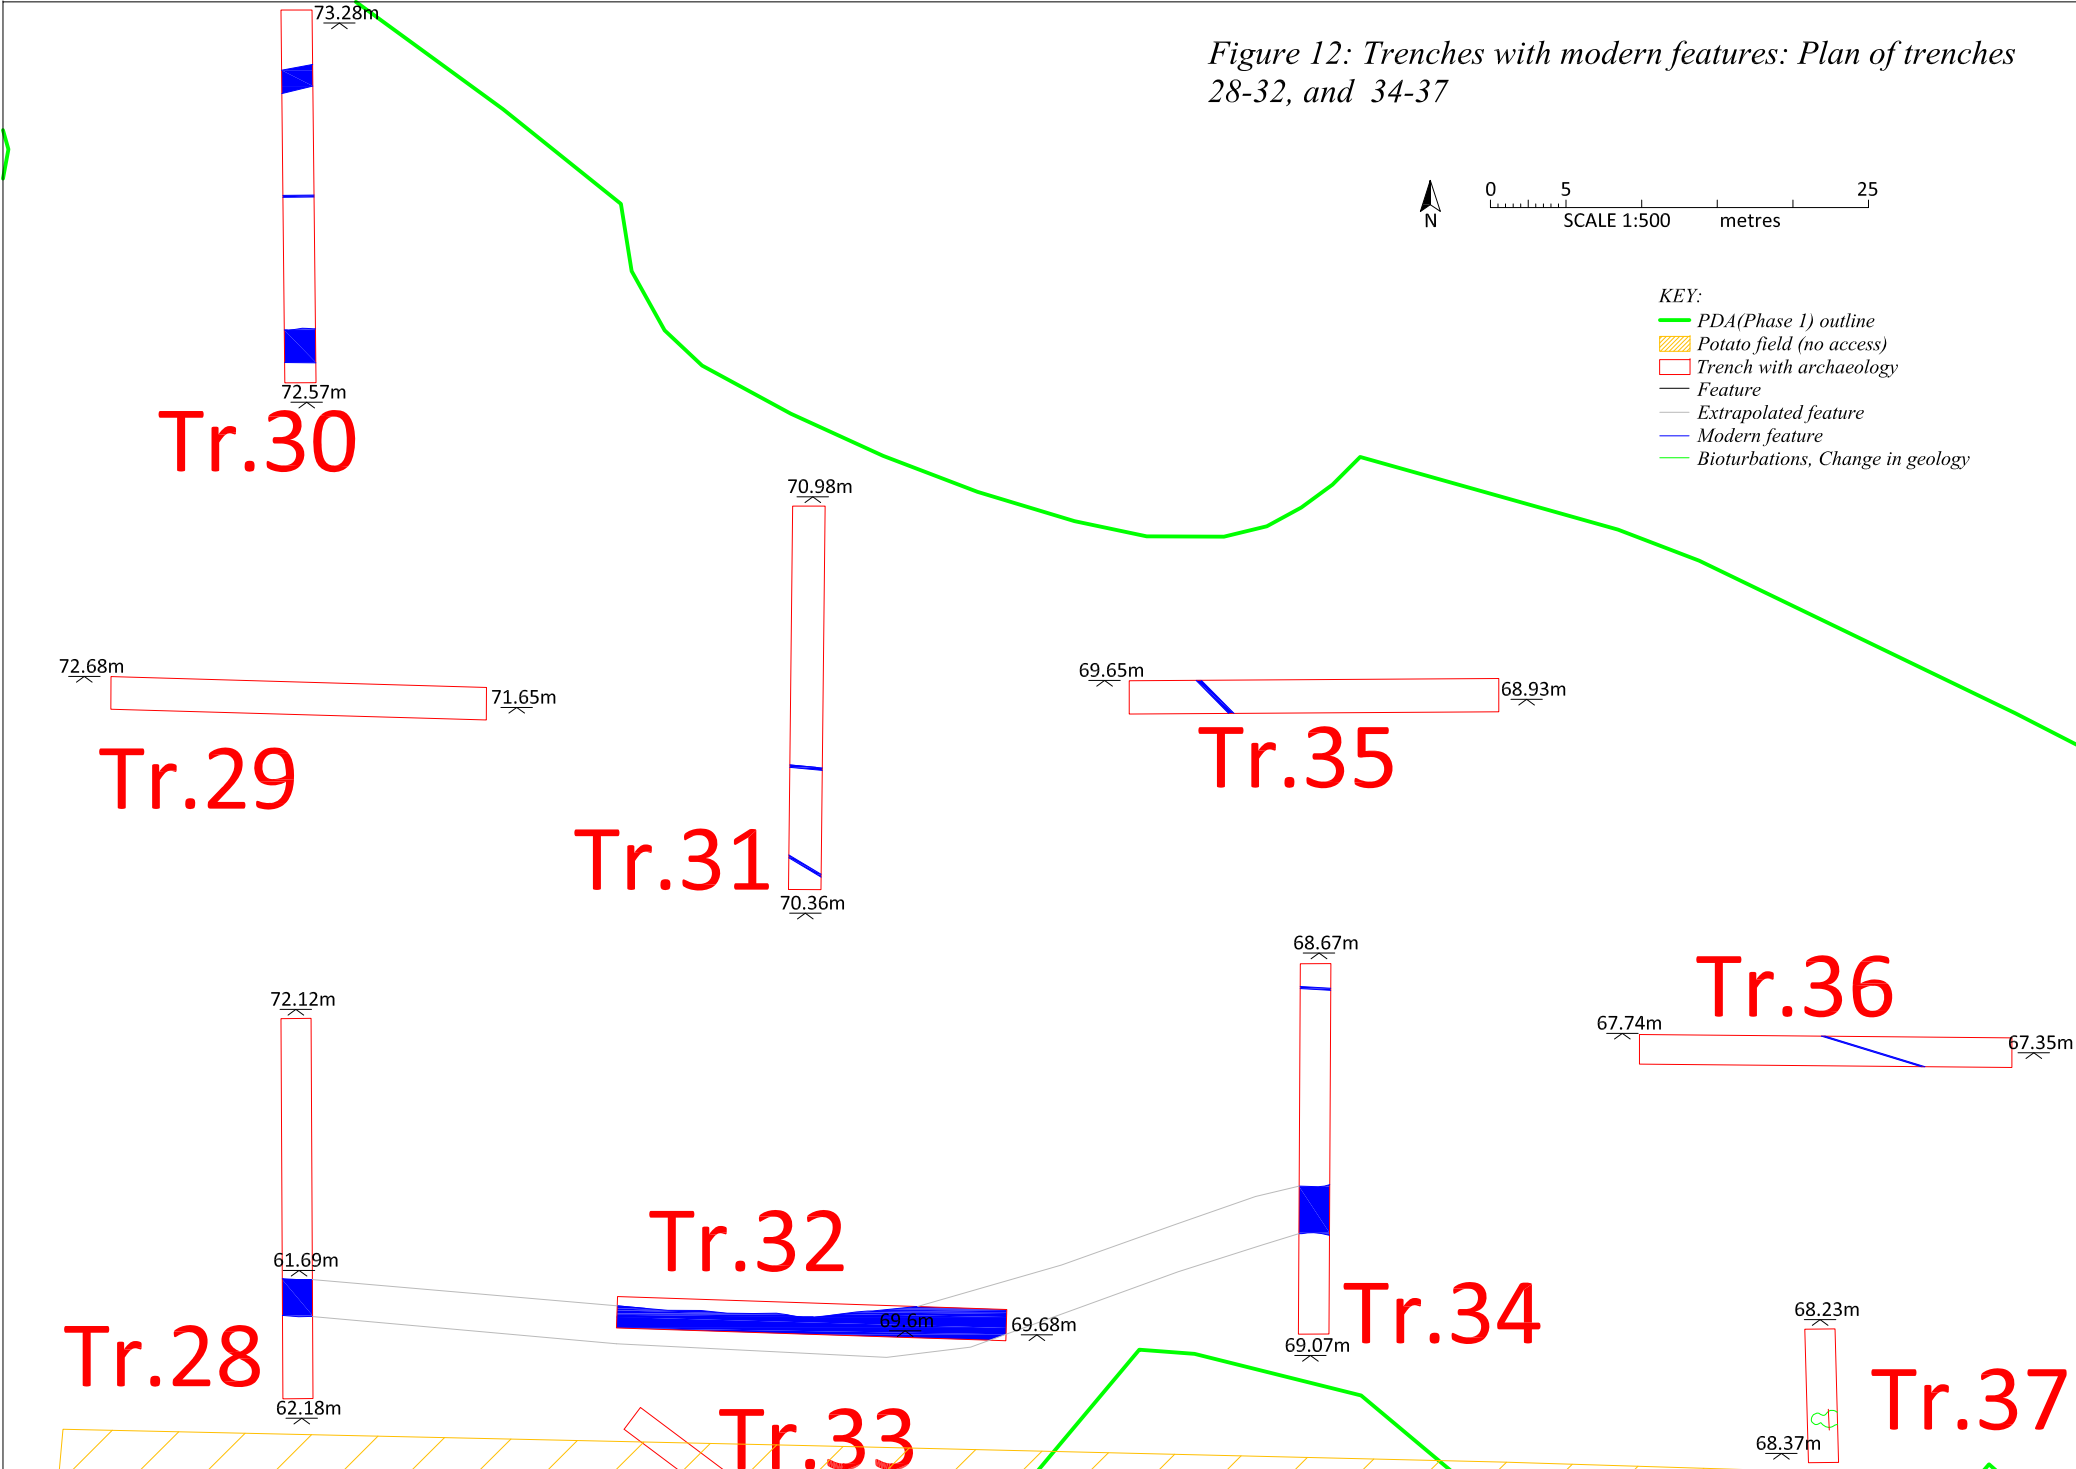 73.28m
Figure 12: Trenches with modern features: Plan of trenches
28-32, and 34-37
0 5 25
SCALE 1:500 metres
N
KEY:
PDA(Phase 1) outline
Potato field (no access)
Trench with archaeology
Feature
Extrapolated feature
Modern feature
Bioturbations, Change in geology
72.57m
Tr.30
70.98m
72.68m
71.65m
Tr.29
69.65m
68.93m
Tr.35
Tr.31
70.36m
68.67m
Tr.36
67.74m
67.35m
72.12m
61.69m
Tr.32
69.6m
69.68m
Tr.34
69.07m
Tr.28
62.18m
68.23m
Tr.37
Tr.33
68.37m